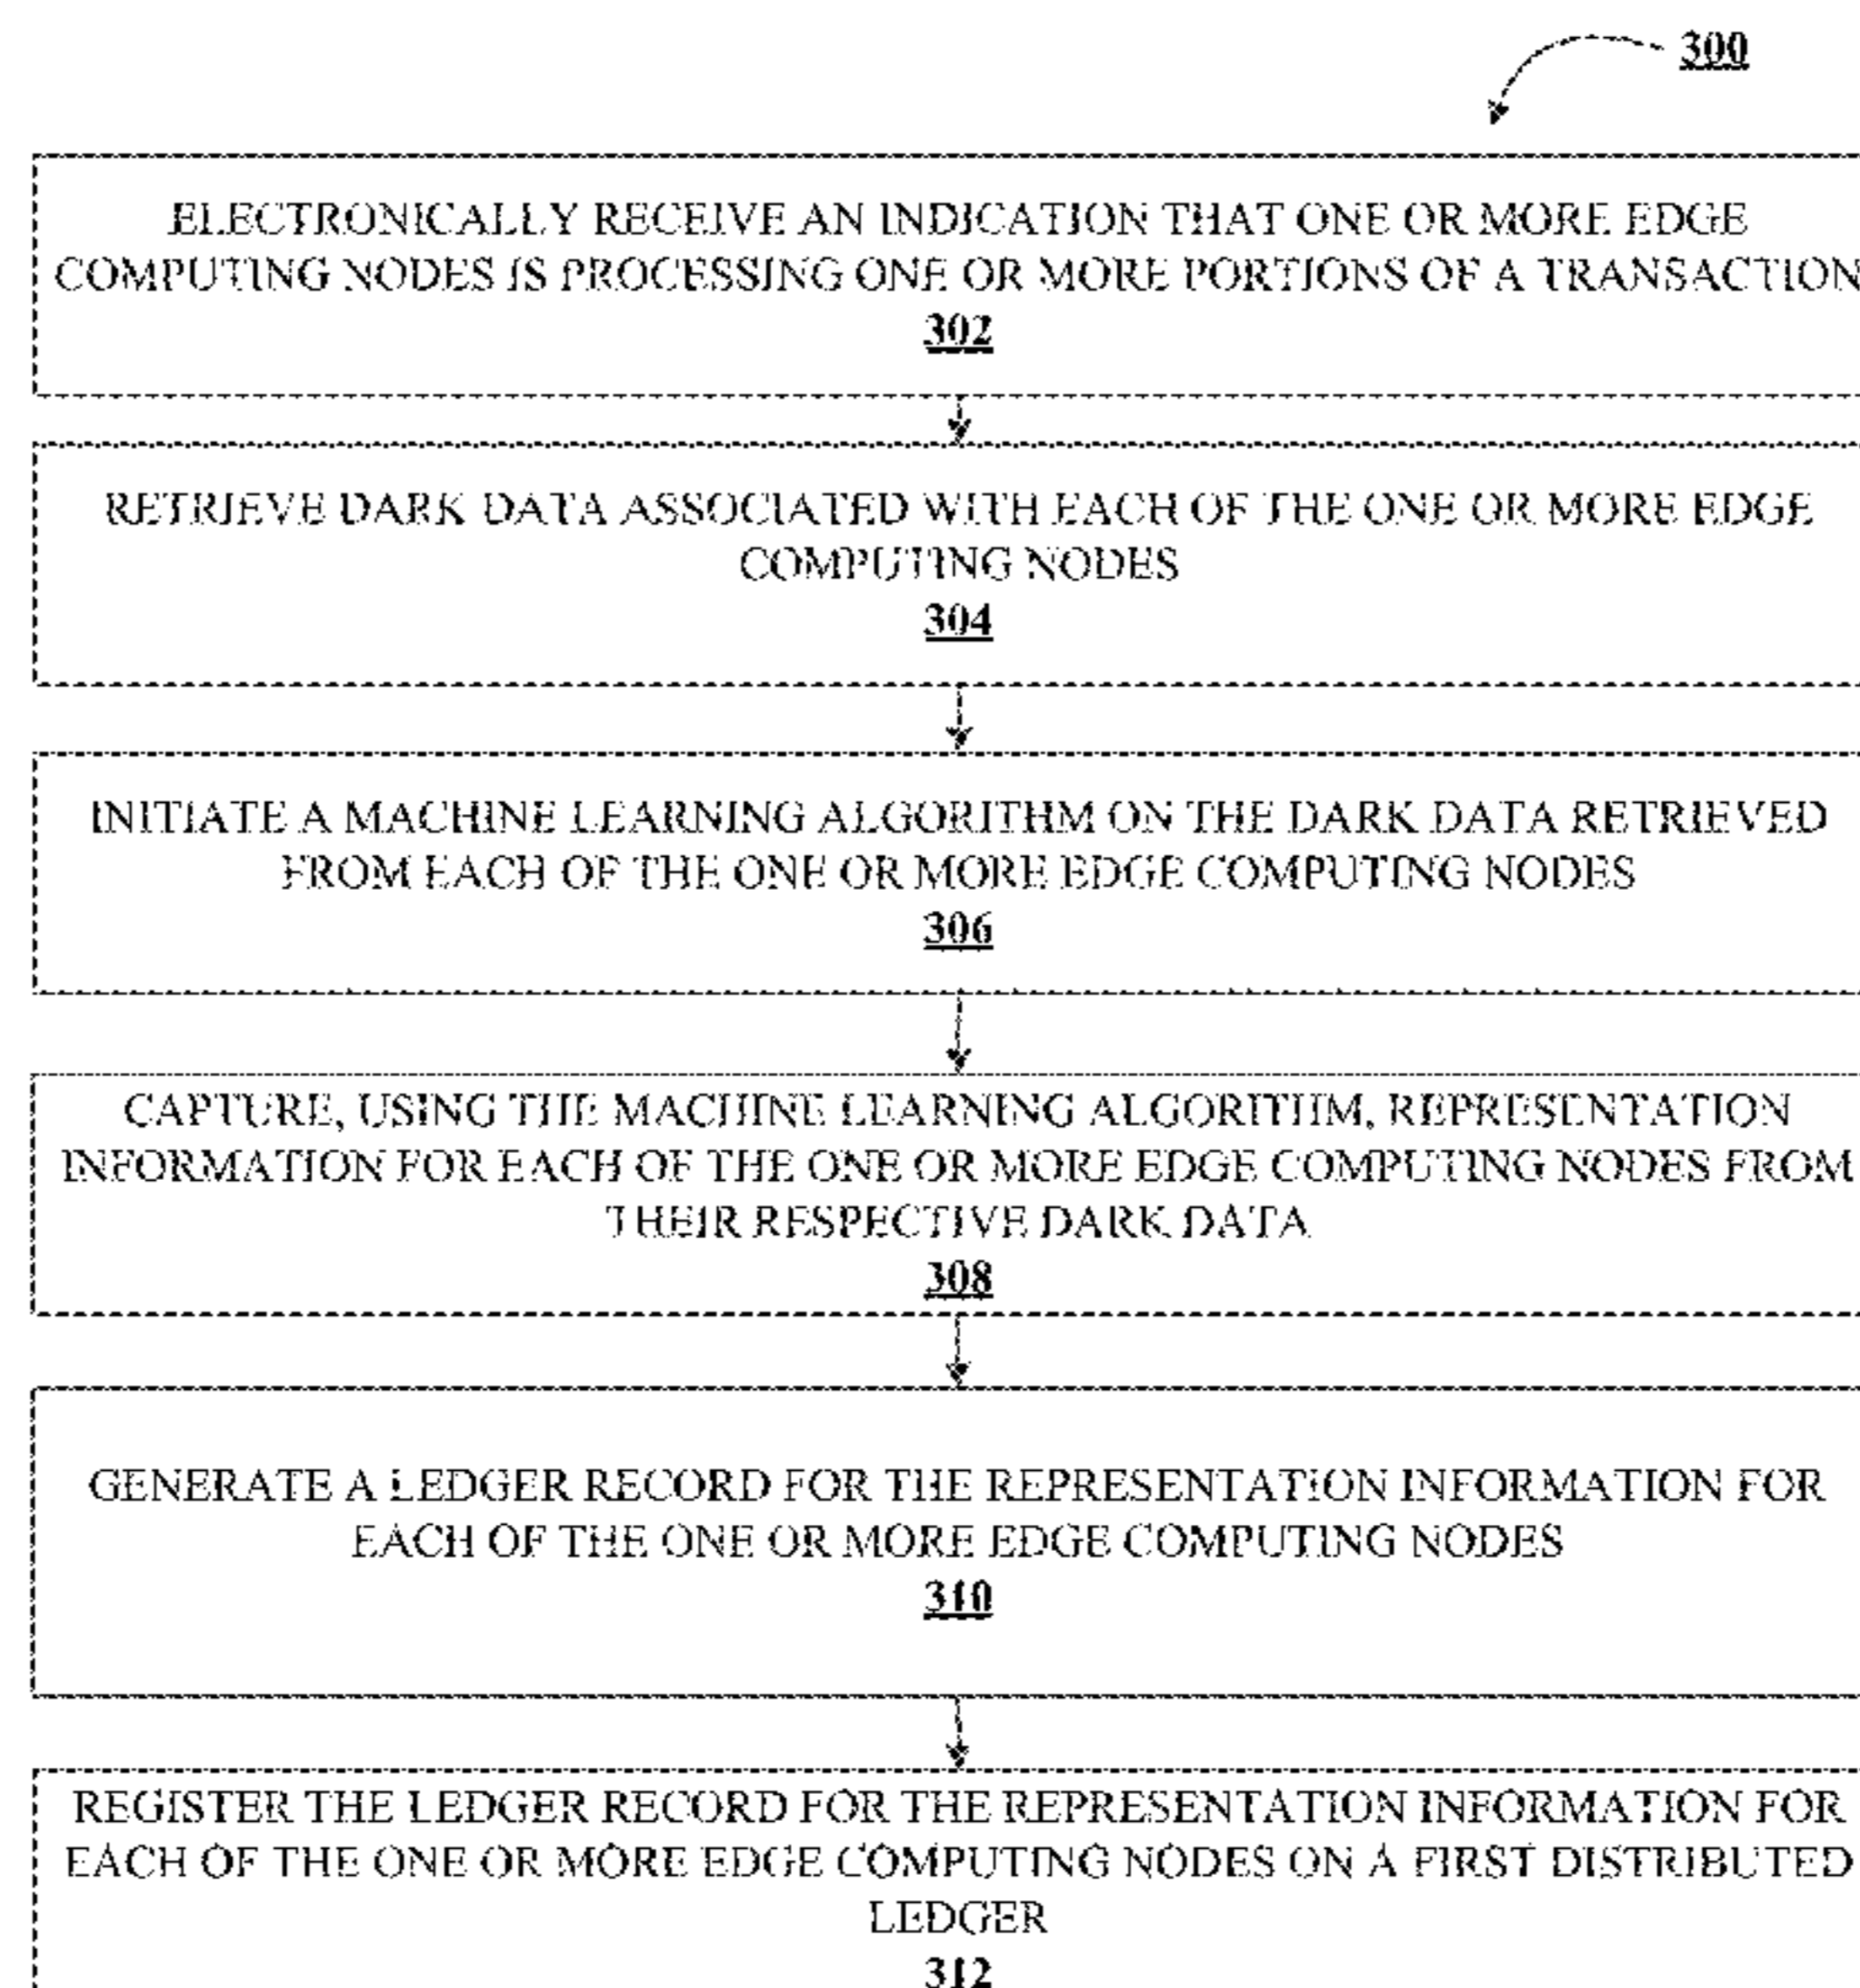 300
ELECTRONICALLY RECEIVE AN INDICATION THAT ONE OR MORE EDGE
COMPUTING NODES IS PROCESSING ONE OR MORE PORTIONS OF A TRANSACTION
302
RETRIEVE DARK DATA ASSOCIATED WITH EACH OF THE ONE OR MORE EDGE
COMPUTING NODES
304
INITIATE A MACHINE LEARNING ALGORITHM ON THE DARK DATA RETRIEVED
FROM EACH OF THE ONE OR MORE EDGE COMPUTING NODES
306
CAPTURE, USING THE MACHINE LEARNING ALGORITHM, REPRESENTATION
INFORMATION FOR EACH OF THE ONE OR MORE EDGE COMPUTING NODES FROM
THEIR RESPECTIVE DARK DATA
308
GENERATE A LEDGER RECORD FOR THE REPRESENTATION INFORMATION FOR
EACH OF THE ONE OR MORE EDGE COMPUTING NODES
310
REGISTER THE LEDGER RECORD FOR THE REPRESENTATION INFORMATION FOR
EACH OF THE ONE OR MORE EDGE COMPUTING NODES ON A FIRST DISTRIBUTED
LEDGER
312